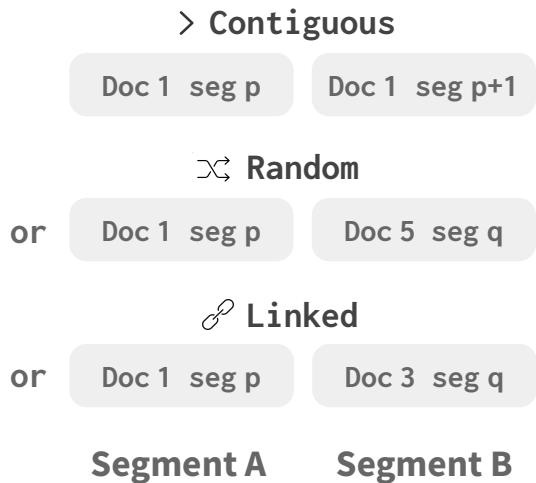 > Contiguous
Doc 1 seg p Doc 1 seg p+1
Random
or Doc 1 seg p Doc 5 seg q
Linked
or Doc 1 seg p Doc 3 seg q
Segment A Segment B